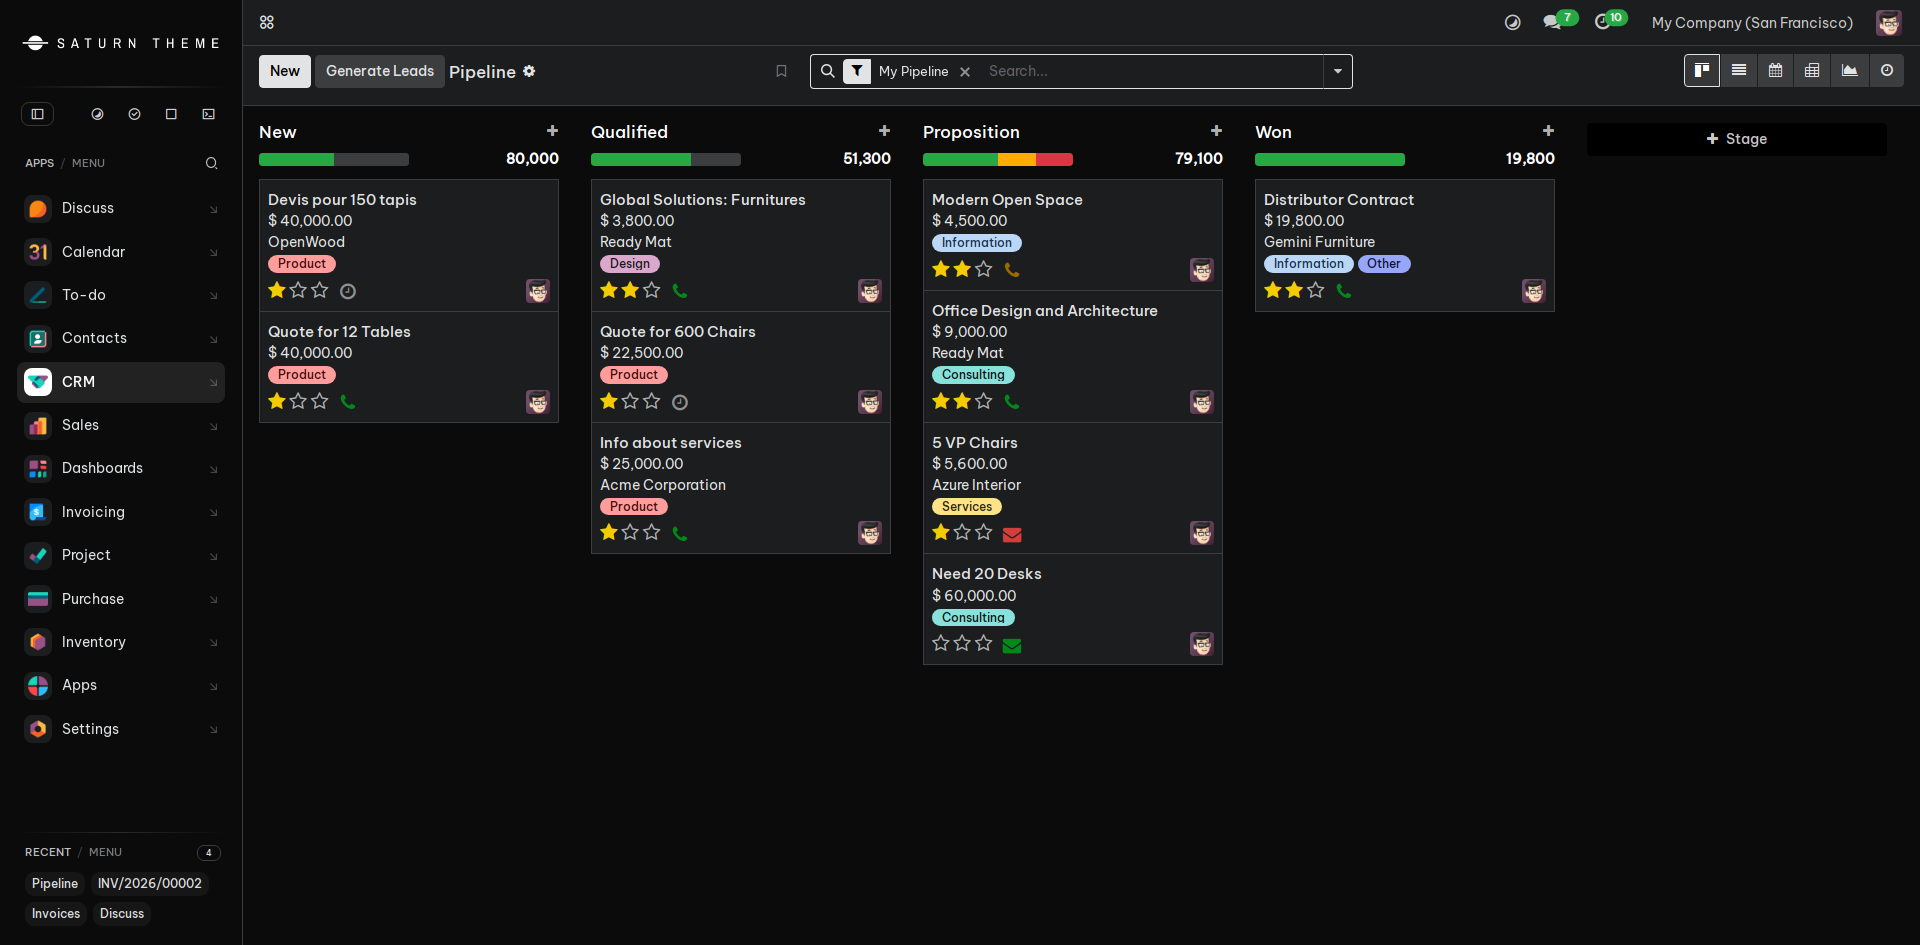 SATURN THEME
APPS / MENU
Discuss
31 Calendar
To-do
Contacts
CRM
Sales
Dashboards
$ Invoicing
Project
Purchase
Inventory
Apps
Settings
RECENT / MENU 4
Pipeline INV/2026/00002
Invoices Discuss
7 10 My Company (San Francisco)
New Generate Leads Pipeline My Pipeline Search...
New
80,000
Devis pour 150 tapis
$ 40,000.00
OpenWood
Product
Quote for 12 Tables
$ 40,000.00
Product
Qualified
51,300
Global Solutions: Furnitures
$ 3,800.00
Ready Mat
Design
Quote for 600 Chairs
$ 22,500.00
Product
Info about services
$ 25,000.00
Acme Corporation
Product
Proposition
79,100
Modern Open Space
$ 4,500.00
Information
Office Design and Architecture
$ 9,000.00
Ready Mat
Consulting
5 VP Chairs
$ 5,600.00
Azure Interior
Services
Need 20 Desks
$ 60,000.00
Consulting
Won
19,800
Distributor Contract
$ 19,800.00
Gemini Furniture
Information Other
+ Stage